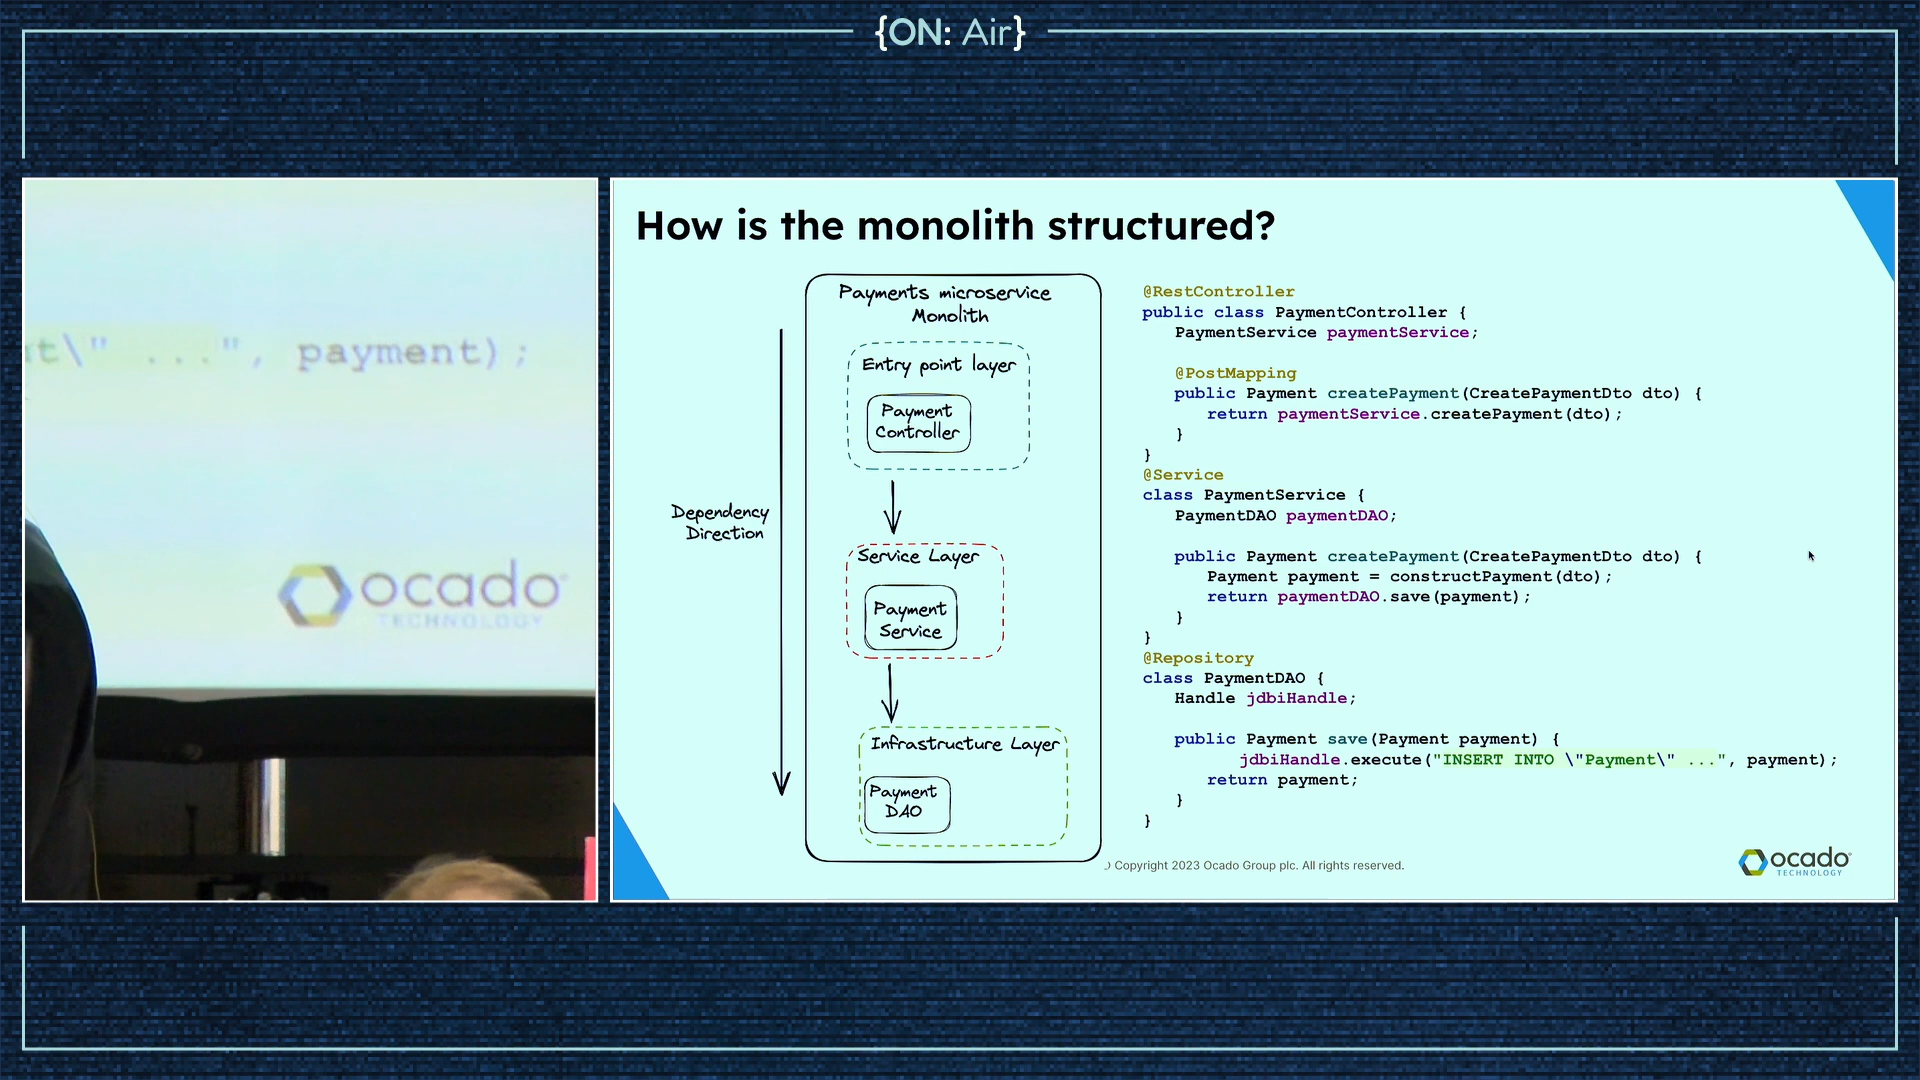 {ON: Air}
t\" ...", payment);
ocado
TECHNOLOGY
How is the monolith structured?
Payments microservice
Monolith
Entry point layer
Payment
Controller
Dependency
Direction
Service Layer
Payment
Service
Infrastructure Layer
Payment
DAO
@RestController
public class PaymentController {
PaymentService paymentService;
@PostMapping
public Payment createPayment(CreatePaymentDto dto) {
return paymentService.createPayment(dto);
}
}
@Service
class PaymentService {
PaymentDAO paymentDAO;
public Payment createPayment(CreatePaymentDto dto) {
Payment payment = constructPayment(dto);
return paymentDAO.save(payment);
}
}
@Repository
class PaymentDAO {
Handle jdbiHandle;
public Payment save(Payment payment) {
jdbiHandle.execute("INSERT INTO \"Payment\" ...", payment);
return payment;
}
}
© Copyright 2023 Ocado Group plc. All rights reserved.
ocado
TECHNOLOGY